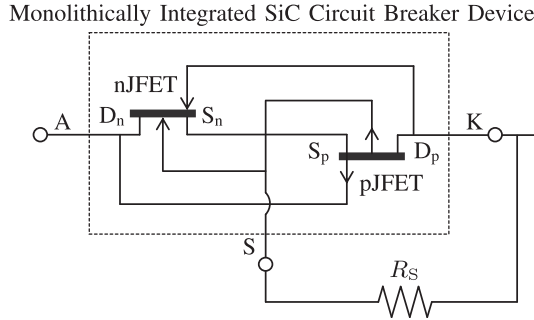 Monolithically Integrated SiC Circuit Breaker Device
nJFET
A
Dn
Sn
K
Sp
Dp
pJFET
S
RS